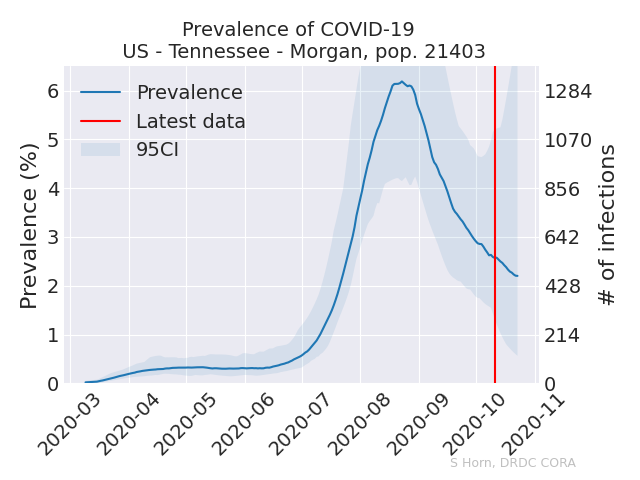 Prevalence of COVID-19
US - Tennessee - Morgan, pop. 21403
Prevalence
Latest data
95CI
Prevalence (%)
6
5
4
3
2
1
0
1284
1070
856
642
428
214
0
# of infections
2020-03
2020-04
2020-05
2020-06
2020-07
2020-08
2020-09
2020-10
2020-11
S Horn, DRDC CORA